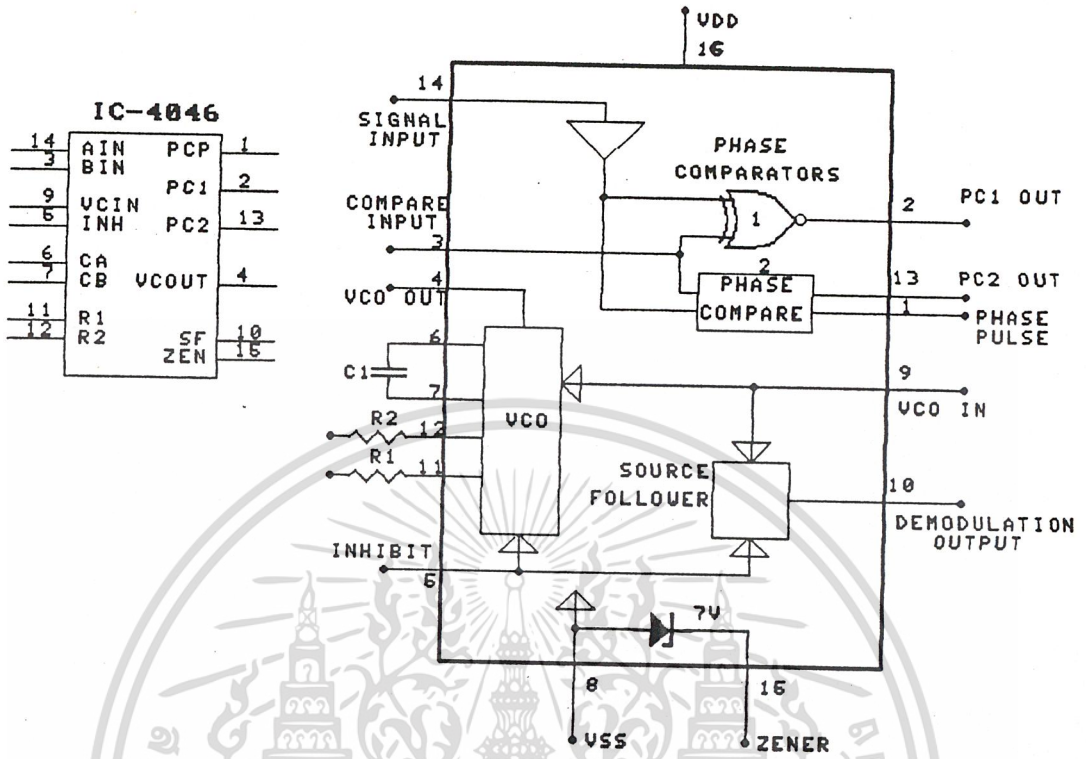 VDD
16
14
SIGNAL
INPUT
IC-4046
14
AIN
PCP
1
3
BIN
PC1
2
9
VCIN
5
INH
PC2
13
6
CA
7
CB
VCOUT
4
11
R1
12
R2
SF
10
ZEN
15
PHASE
COMPARATORS
1
2
PC1 OUT
COMPARE
INPUT
3
2
PHASE
COMPARE
13
PC2 OUT
1
PHASE
PULSE
4
VCO OUT
6
C1
7
VCO
9
VCO IN
R2
12
R1
11
SOURCE
FOLLOWER
10
DEMODULATION
OUTPUT
INHIBIT
5
7V
8
15
VSS
ZENER